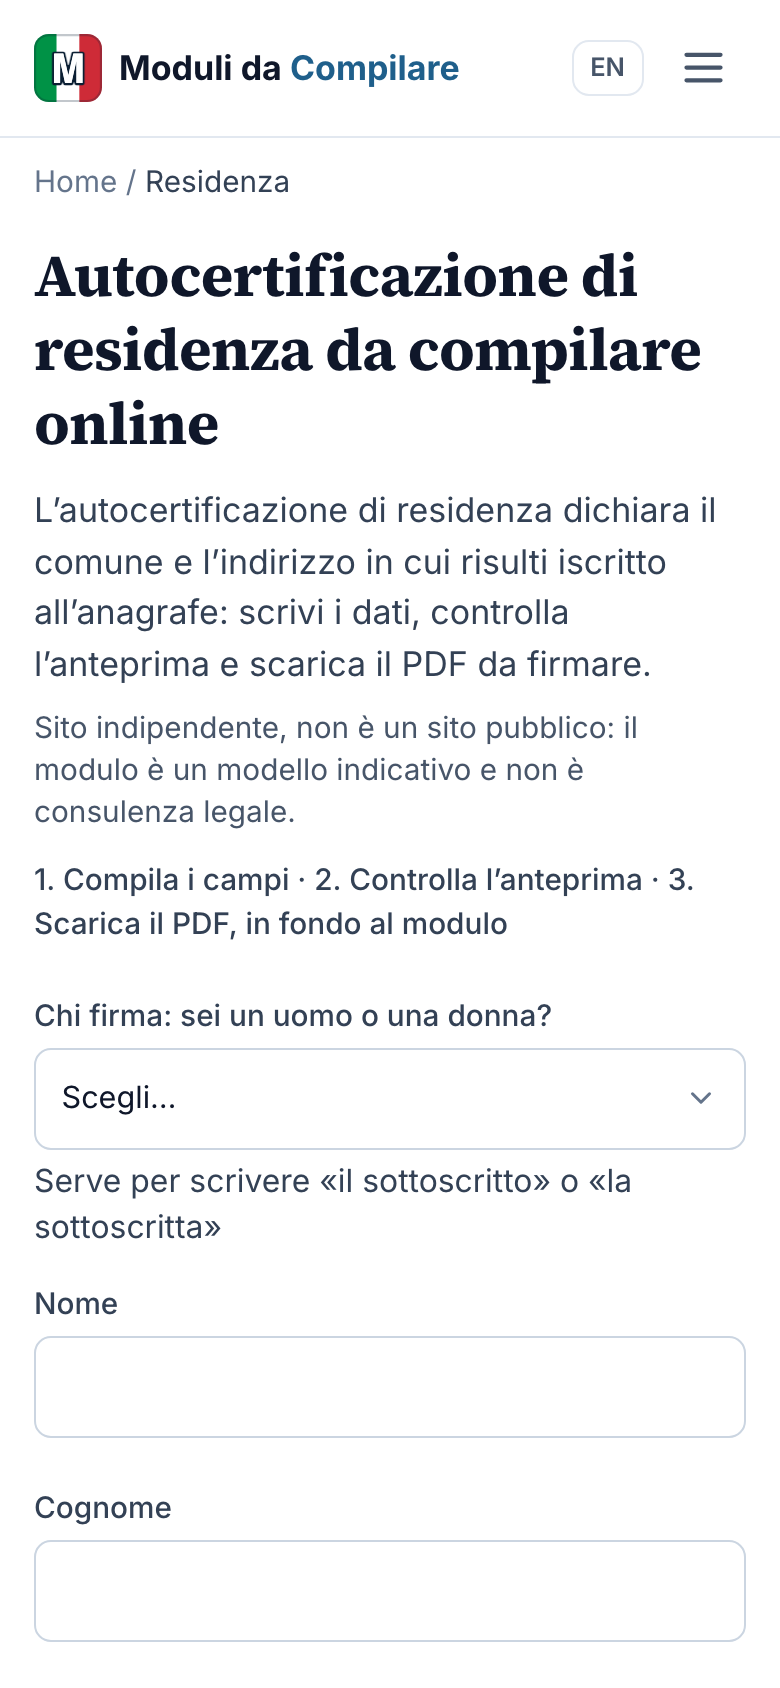 M Moduli da Compilare EN
Home / Residenza
Autocertificazione di
residenza da compilare
online
L’autocertificazione di residenza dichiara il
comune e l’indirizzo in cui risulti iscritto
all’anagrafe: scrivi i dati, controlla
l’anteprima e scarica il PDF da firmare.
Sito indipendente, non è un sito pubblico: il
modulo è un modello indicativo e non è
consulenza legale.
1. Compila i campi · 2. Controlla l’anteprima · 3.
Scarica il PDF, in fondo al modulo
Chi firma: sei un uomo o una donna?
Scegli...
Serve per scrivere «il sottoscritto» o «la
sottoscritta»
Nome
Cognome